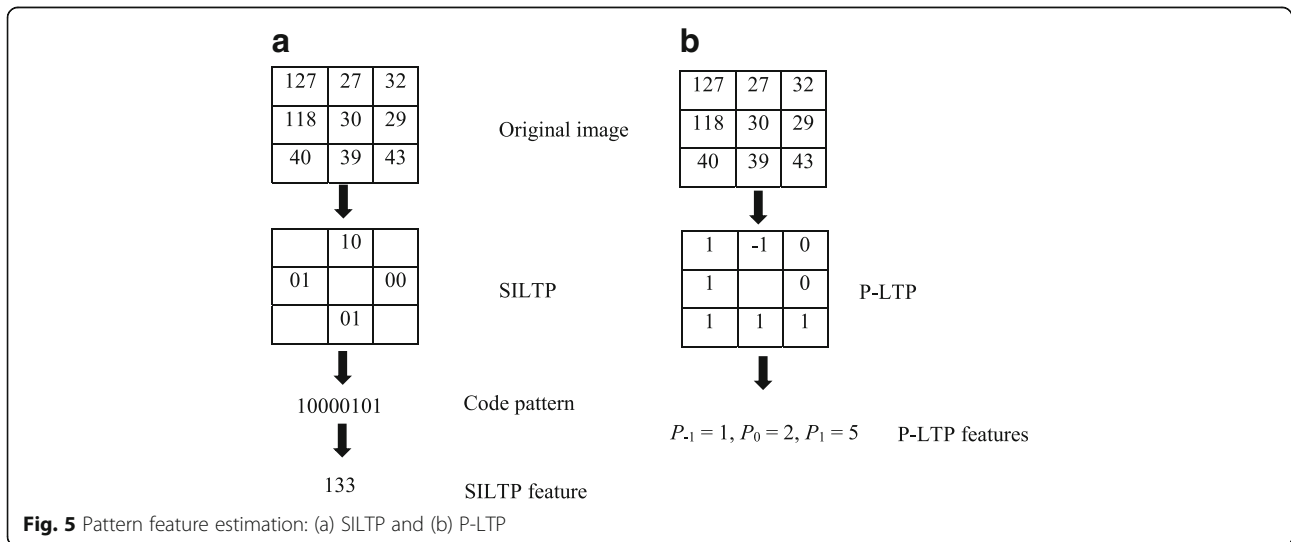 a
127 27 32
118 30 29
40 39 43
Original image
10
01 00
01
SILTP
10000101
Code pattern
133
SILTP feature
b
127 27 32
118 30 29
40 39 43
1 -1 0
1 0
1 1 1
P-LTP
P-1 = 1, P0 = 2, P1 = 5
P-LTP features
Fig. 5 Pattern feature estimation: (a) SILTP and (b) P-LTP